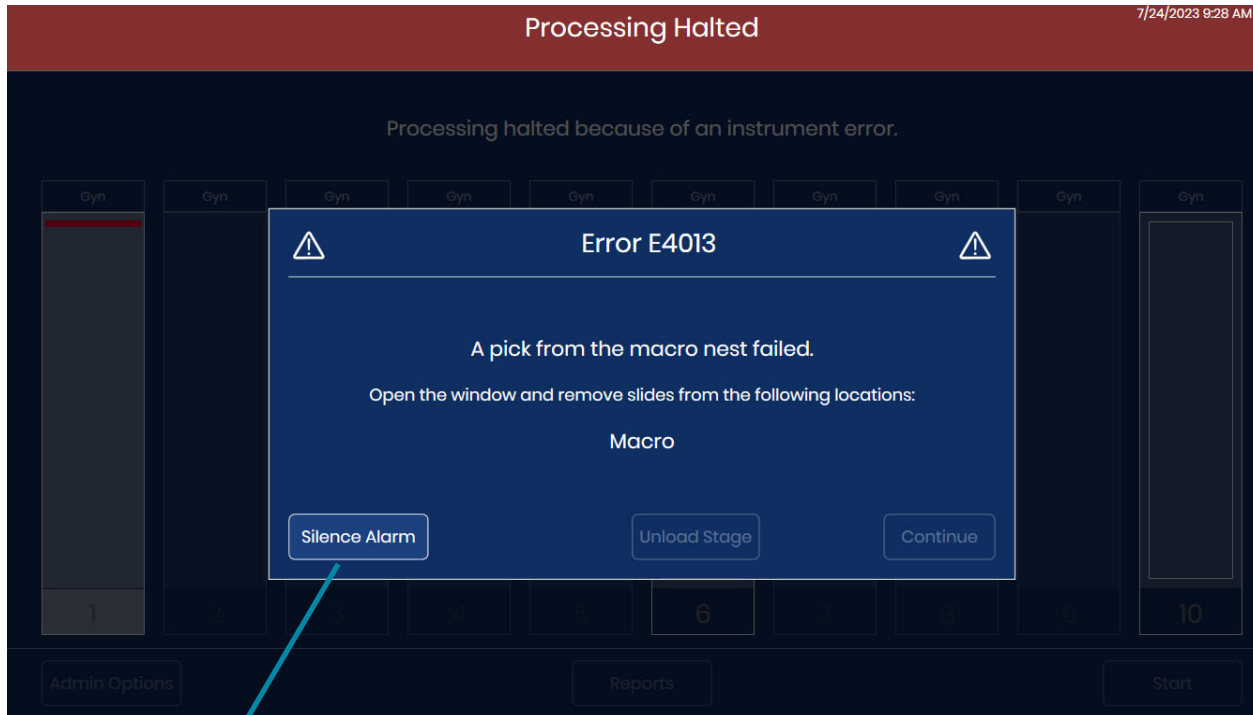 Processing Halted
7/24/2023 9:28 AM
Processing halted because of an instrument error.
Gyn Gyn Gyn Gyn Gyn Gyn Gyn Gyn Gyn Gyn
Error E4013
A pick from the macro nest failed.
Open the window and remove slides from the following locations:
Macro
Silence Alarm Unload Stage Continue
1 2 3 4 5 6 7 8 9 10
Admin Options Reports Start